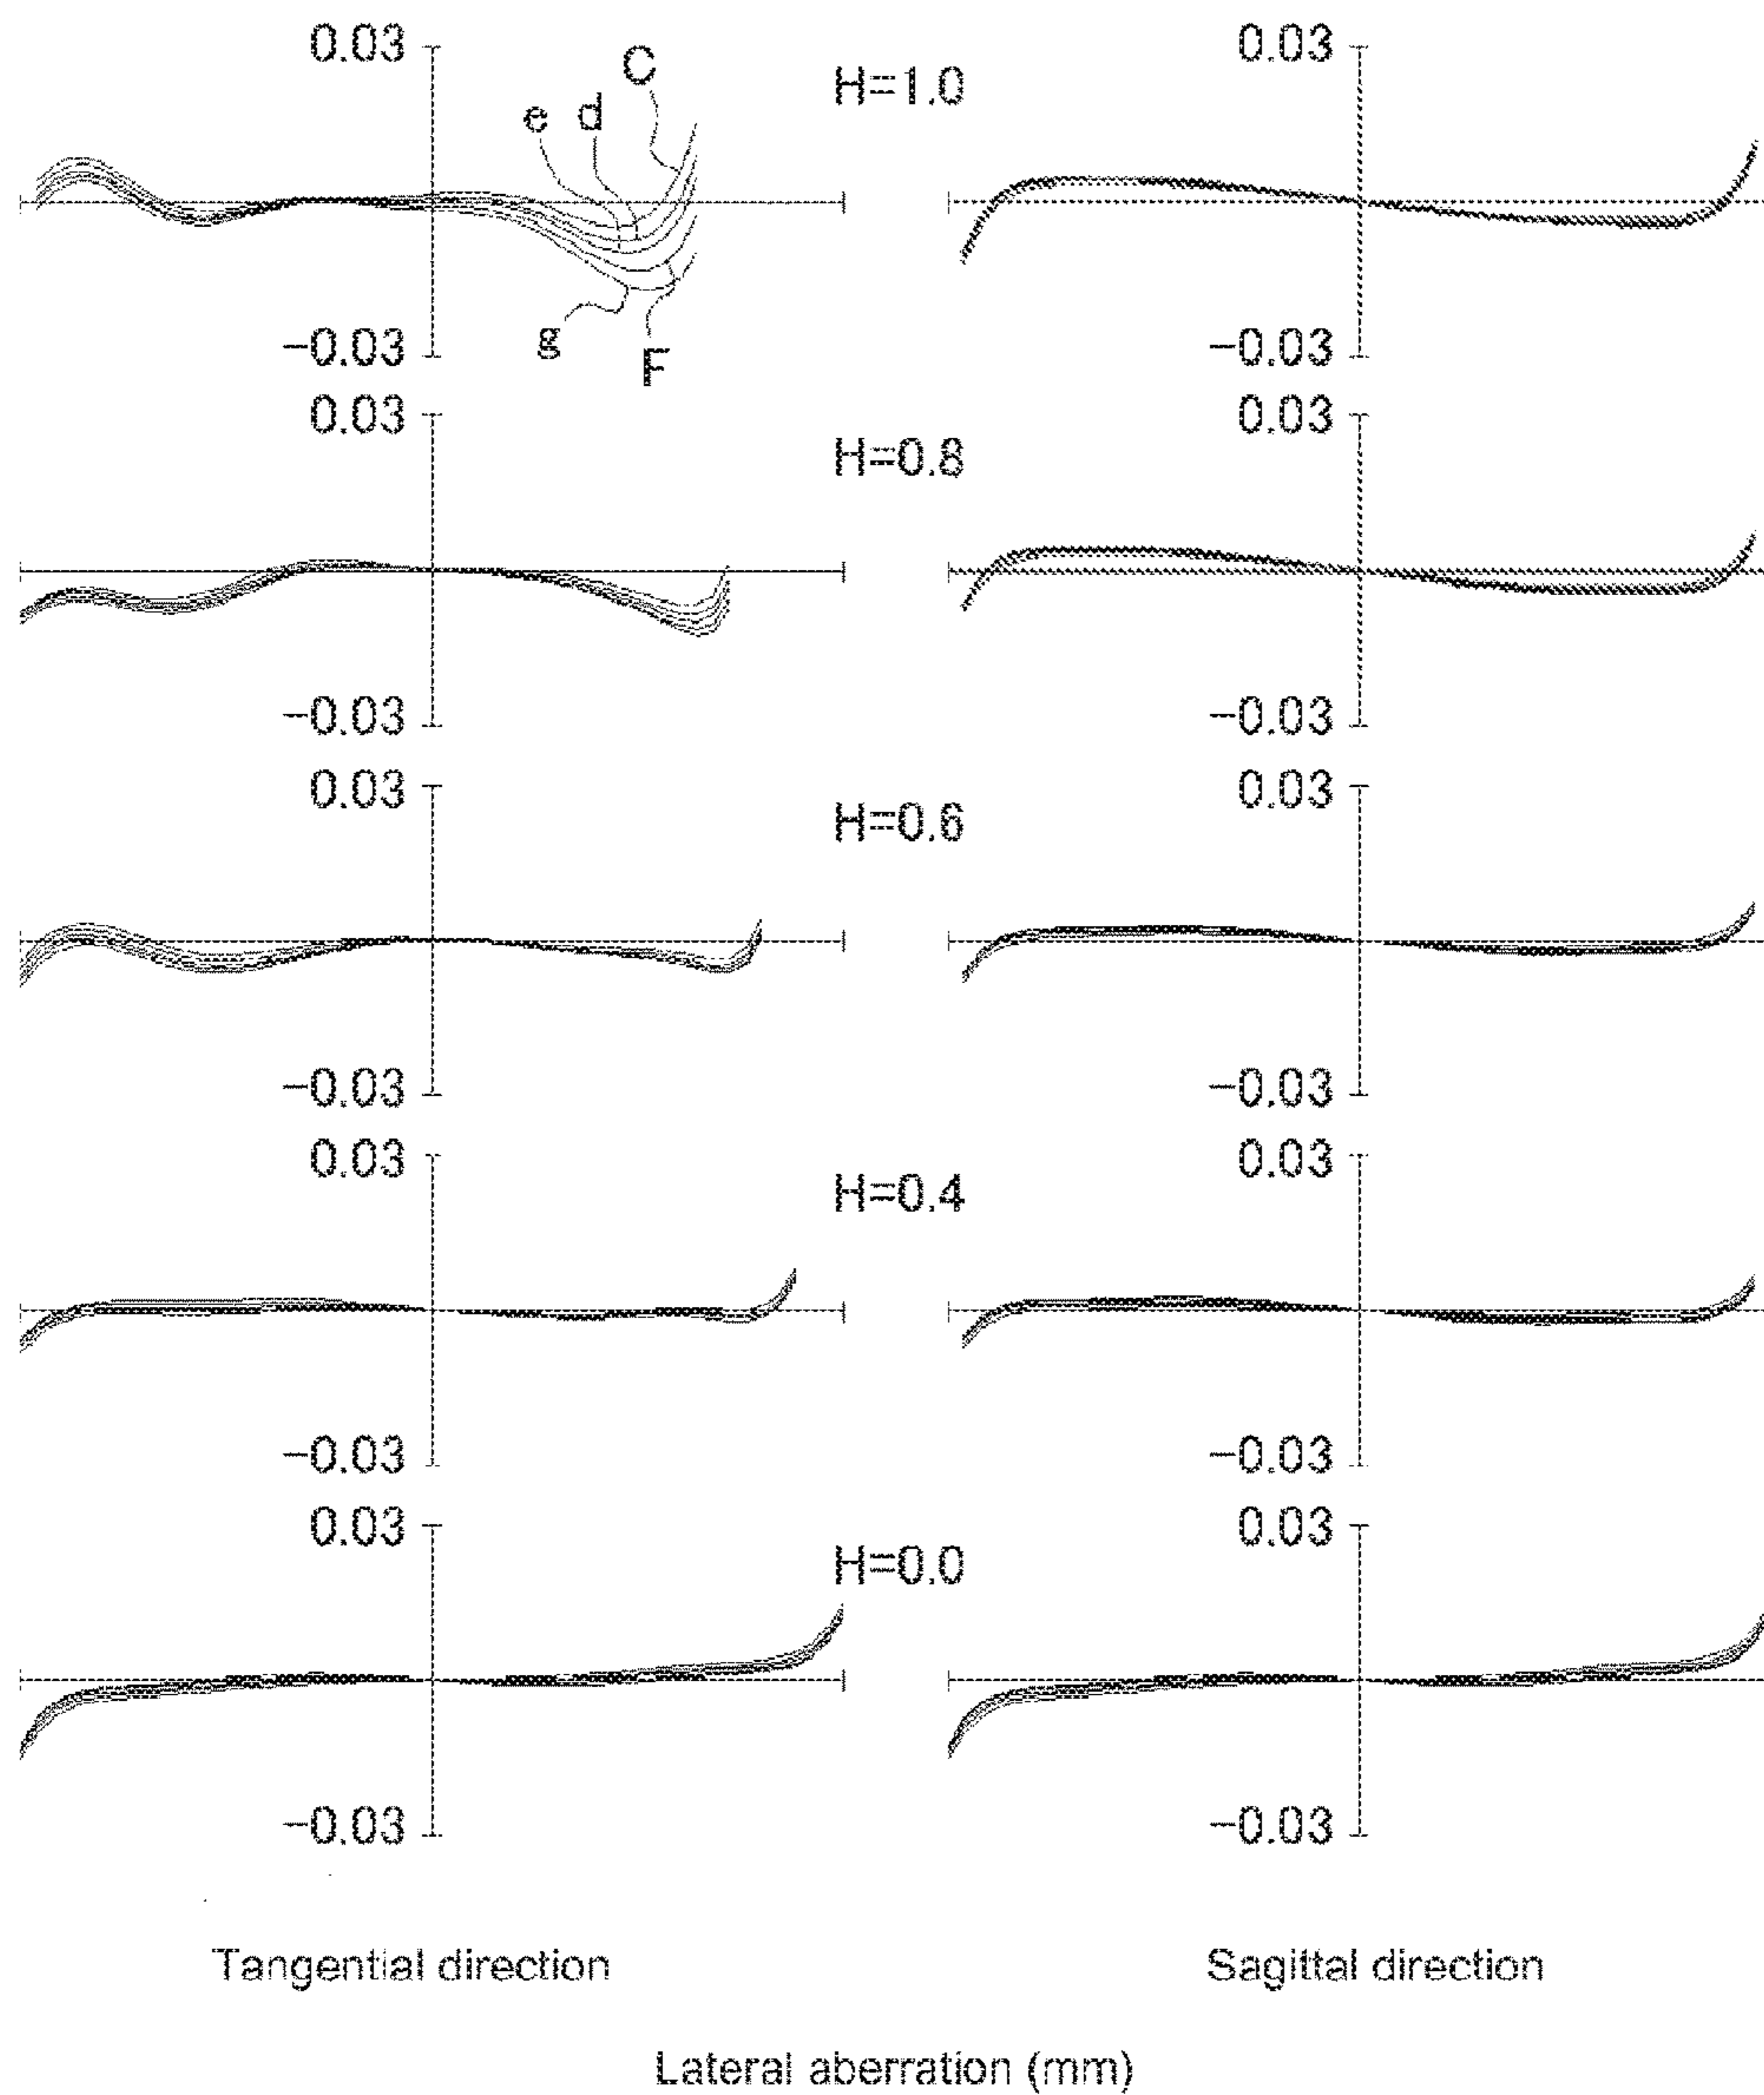 0.03 0.03
C
H=1.0
e d
g
F
−0.03 −0.03
0.03 0.03
H=0.8
−0.03 −0.03
0.03 0.03
H=0.6
−0.03 −0.03
0.03 0.03
H=0.4
−0.03 −0.03
0.03 0.03
H=0.0
−0.03 −0.03
Tangential direction Sagittal direction
Lateral aberration (mm)